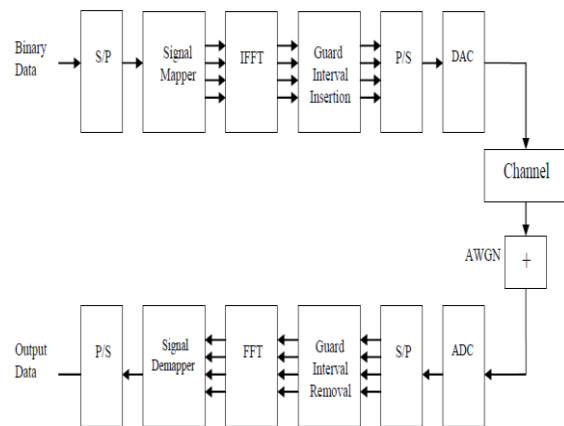 Binary
Data
S/P
Signal
Mapper
IFFT
Guard
Interval
Insertion
P/S
DAC
Channel
AWGN
+
Output
Data
P/S
Signal
Demapper
FFT
Guard
Interval
Removal
S/P
ADC